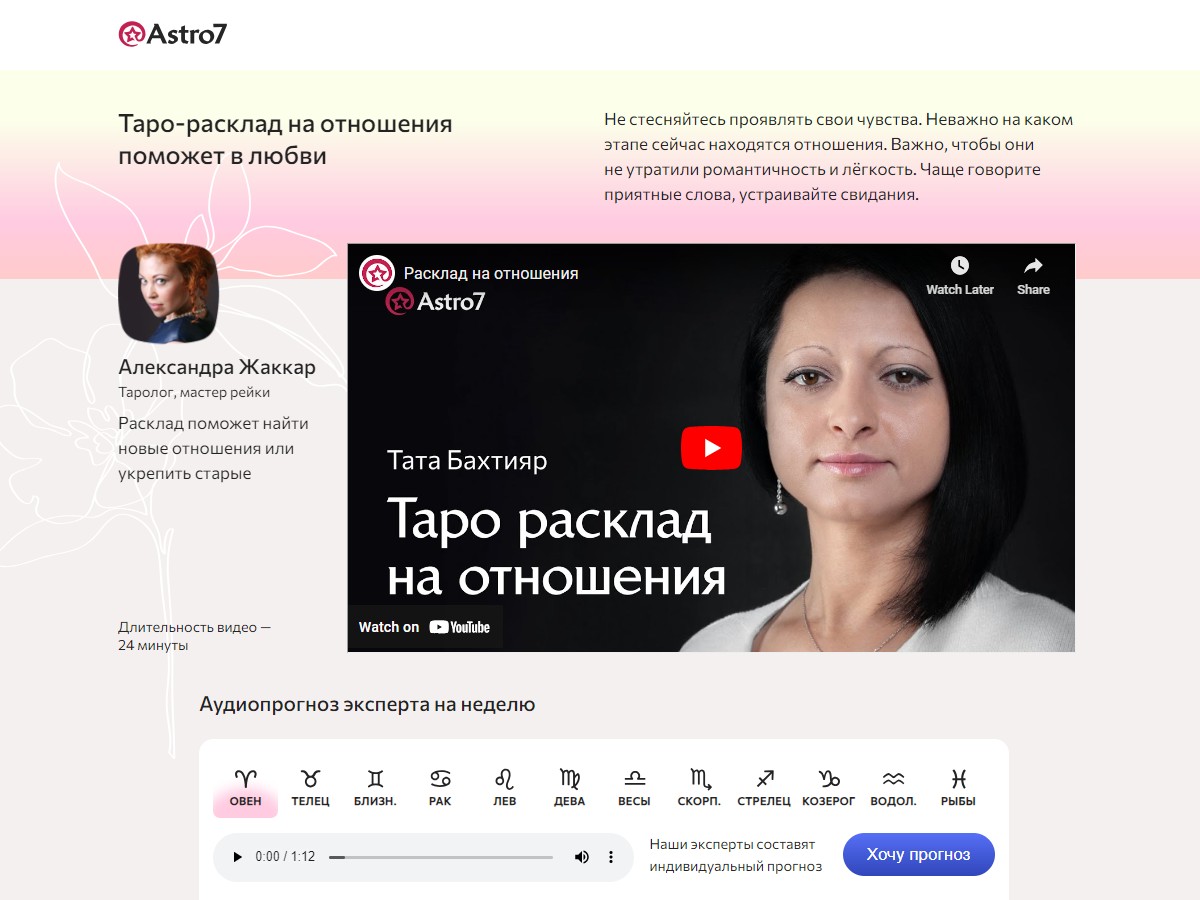 Astro7
Таро-расклад на отношения
поможет в любви
Не стесняйтесь проявлять свои чувства. Неважно на каком
этапе сейчас находятся отношения. Важно, чтобы они
не утратили романтичность и лёгкость. Чаще говорите
приятные слова, устраивайте свидания.
Александра Жаккар
Таролог, мастер рейки
Расклад поможет найти
новые отношения или
укрепить старые
Длительность видео —
24 минуты
Расклад на отношения
Watch Later
Share
Astro7
Тата Бахтияр
Таро расклад
на отношения
Watch on YouTube
Аудиопрогноз эксперта на неделю
ОВЕН ТЕЛЕЦ БЛИЗН. РАК ЛЕВ ДЕВА ВЕСЫ СКОРП. СТРЕЛЕЦ КОЗЕРОГ ВОДОЛ. РЫБЫ
0:00 / 1:12
Наши эксперты составят
индивидуальный прогноз
Хочу прогноз